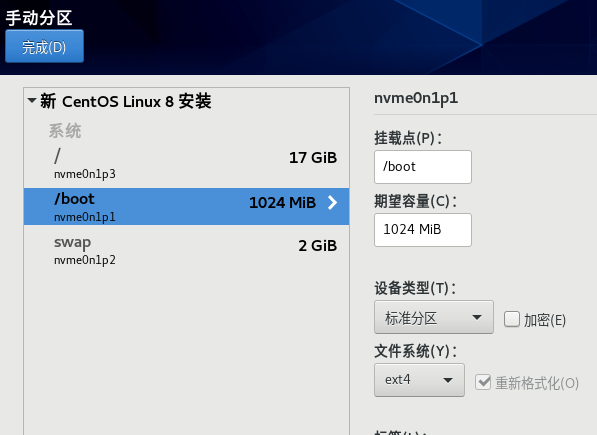 手动分区
完成(D)
新 CentOS Linux 8 安装
系统
/
17 GiB
nvme0n1p3
/boot
1024 MiB
nvme0n1p1
swap
2 GiB
nvme0n1p2
nvme0n1p1
挂载点(P):
/boot
期望容量(C):
1024 MiB
设备类型(T):
标准分区
加密(E)
文件系统(Y):
ext4
重新格式化(O)